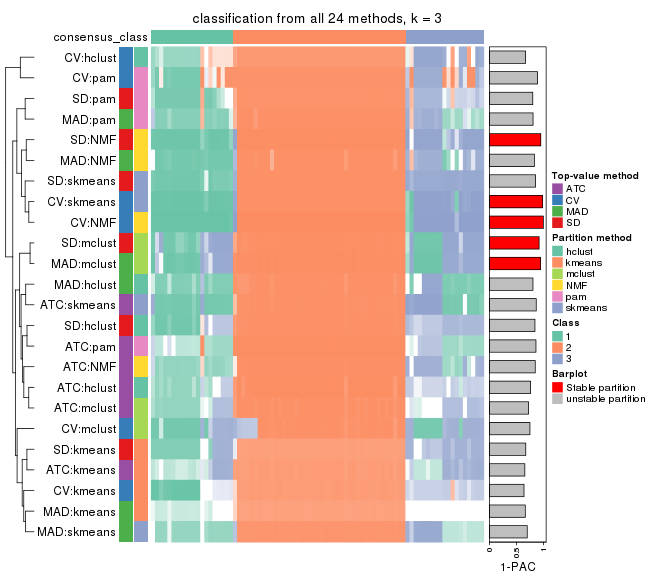 classification from all 24 methods, k = 3
consensus_class
CV:hclust
CV:pam
SD:pam
MAD:pam
SD:NMF
MAD:NMF
SD:skmeans
CV:skmeans
CV:NMF
SD:mclust
MAD:mclust
MAD:hclust
ATC:skmeans
SD:hclust
ATC:pam
ATC:NMF
ATC:hclust
ATC:mclust
CV:mclust
SD:kmeans
ATC:kmeans
CV:kmeans
MAD:kmeans
MAD:skmeans
0
0.5
1
1-PAC
Top-value method
ATC
CV
MAD
SD
Partition method
hclust
kmeans
mclust
NMF
pam
skmeans
Class
1
2
3
Barplot
Stable partition
unstable partition